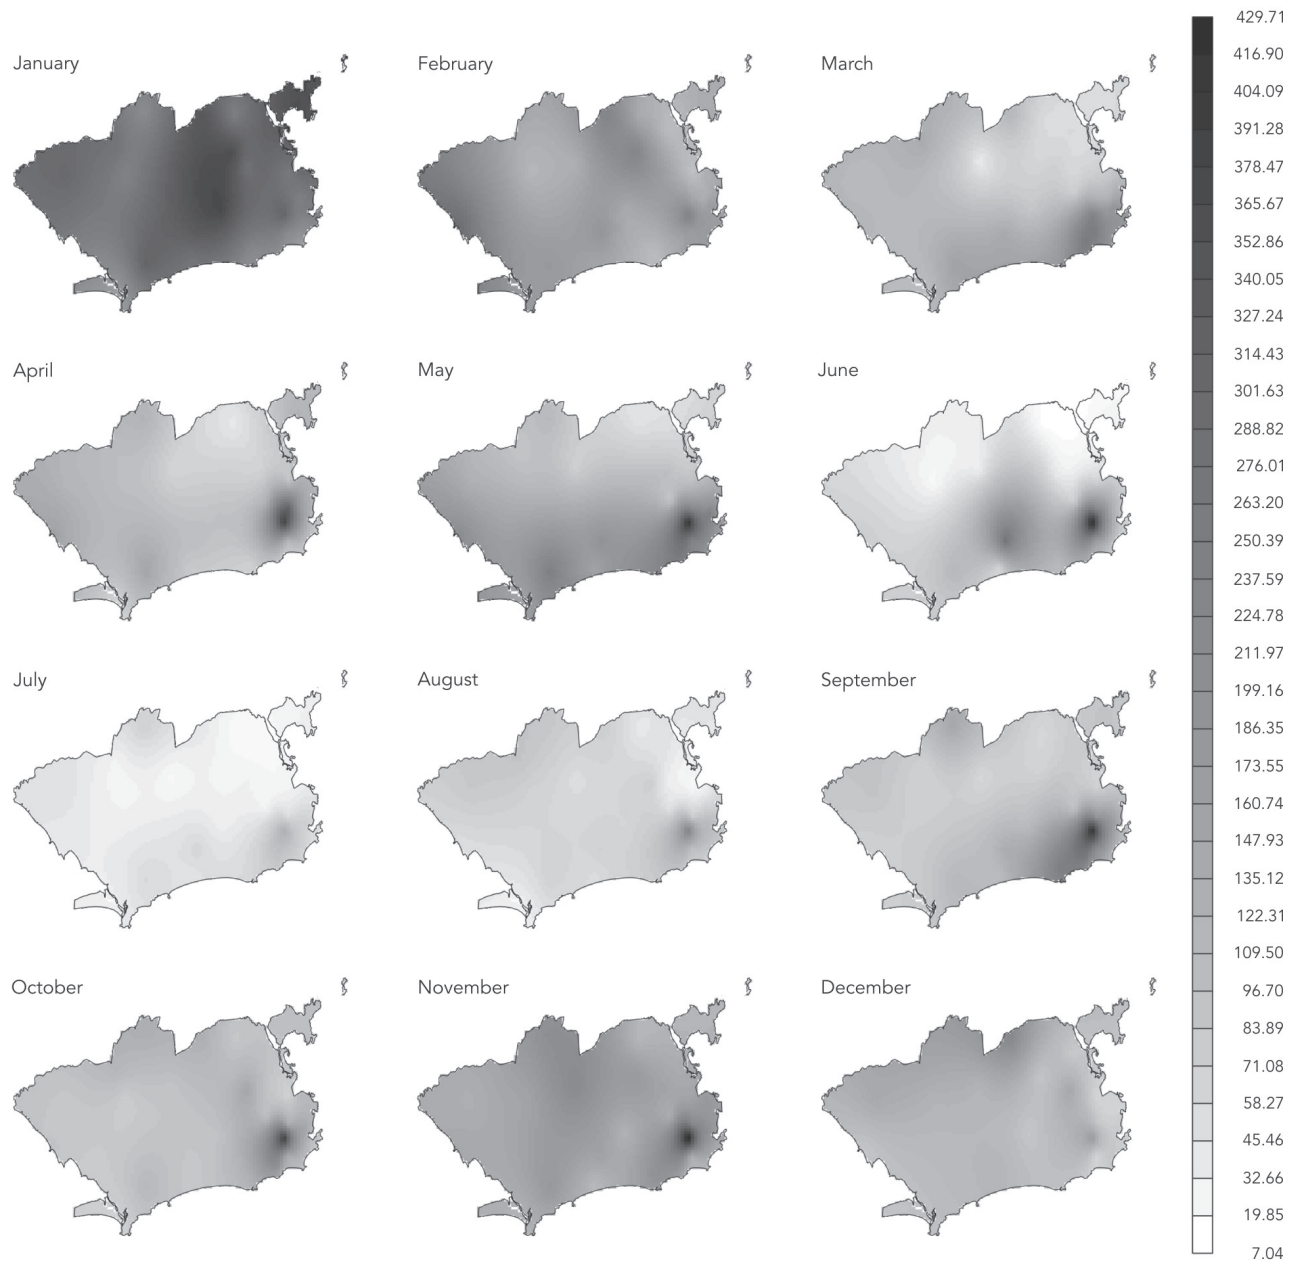 January
February
March
April
May
June
July
August
September
October
November
December
429.71
416.90
404.09
391.28
378.47
365.67
352.86
340.05
327.24
314.43
301.63
288.82
276.01
263.20
250.39
237.59
224.78
211.97
199.16
186.35
173.55
160.74
147.93
135.12
122.31
109.50
96.70
83.89
71.08
58.27
45.46
32.66
19.85
7.04